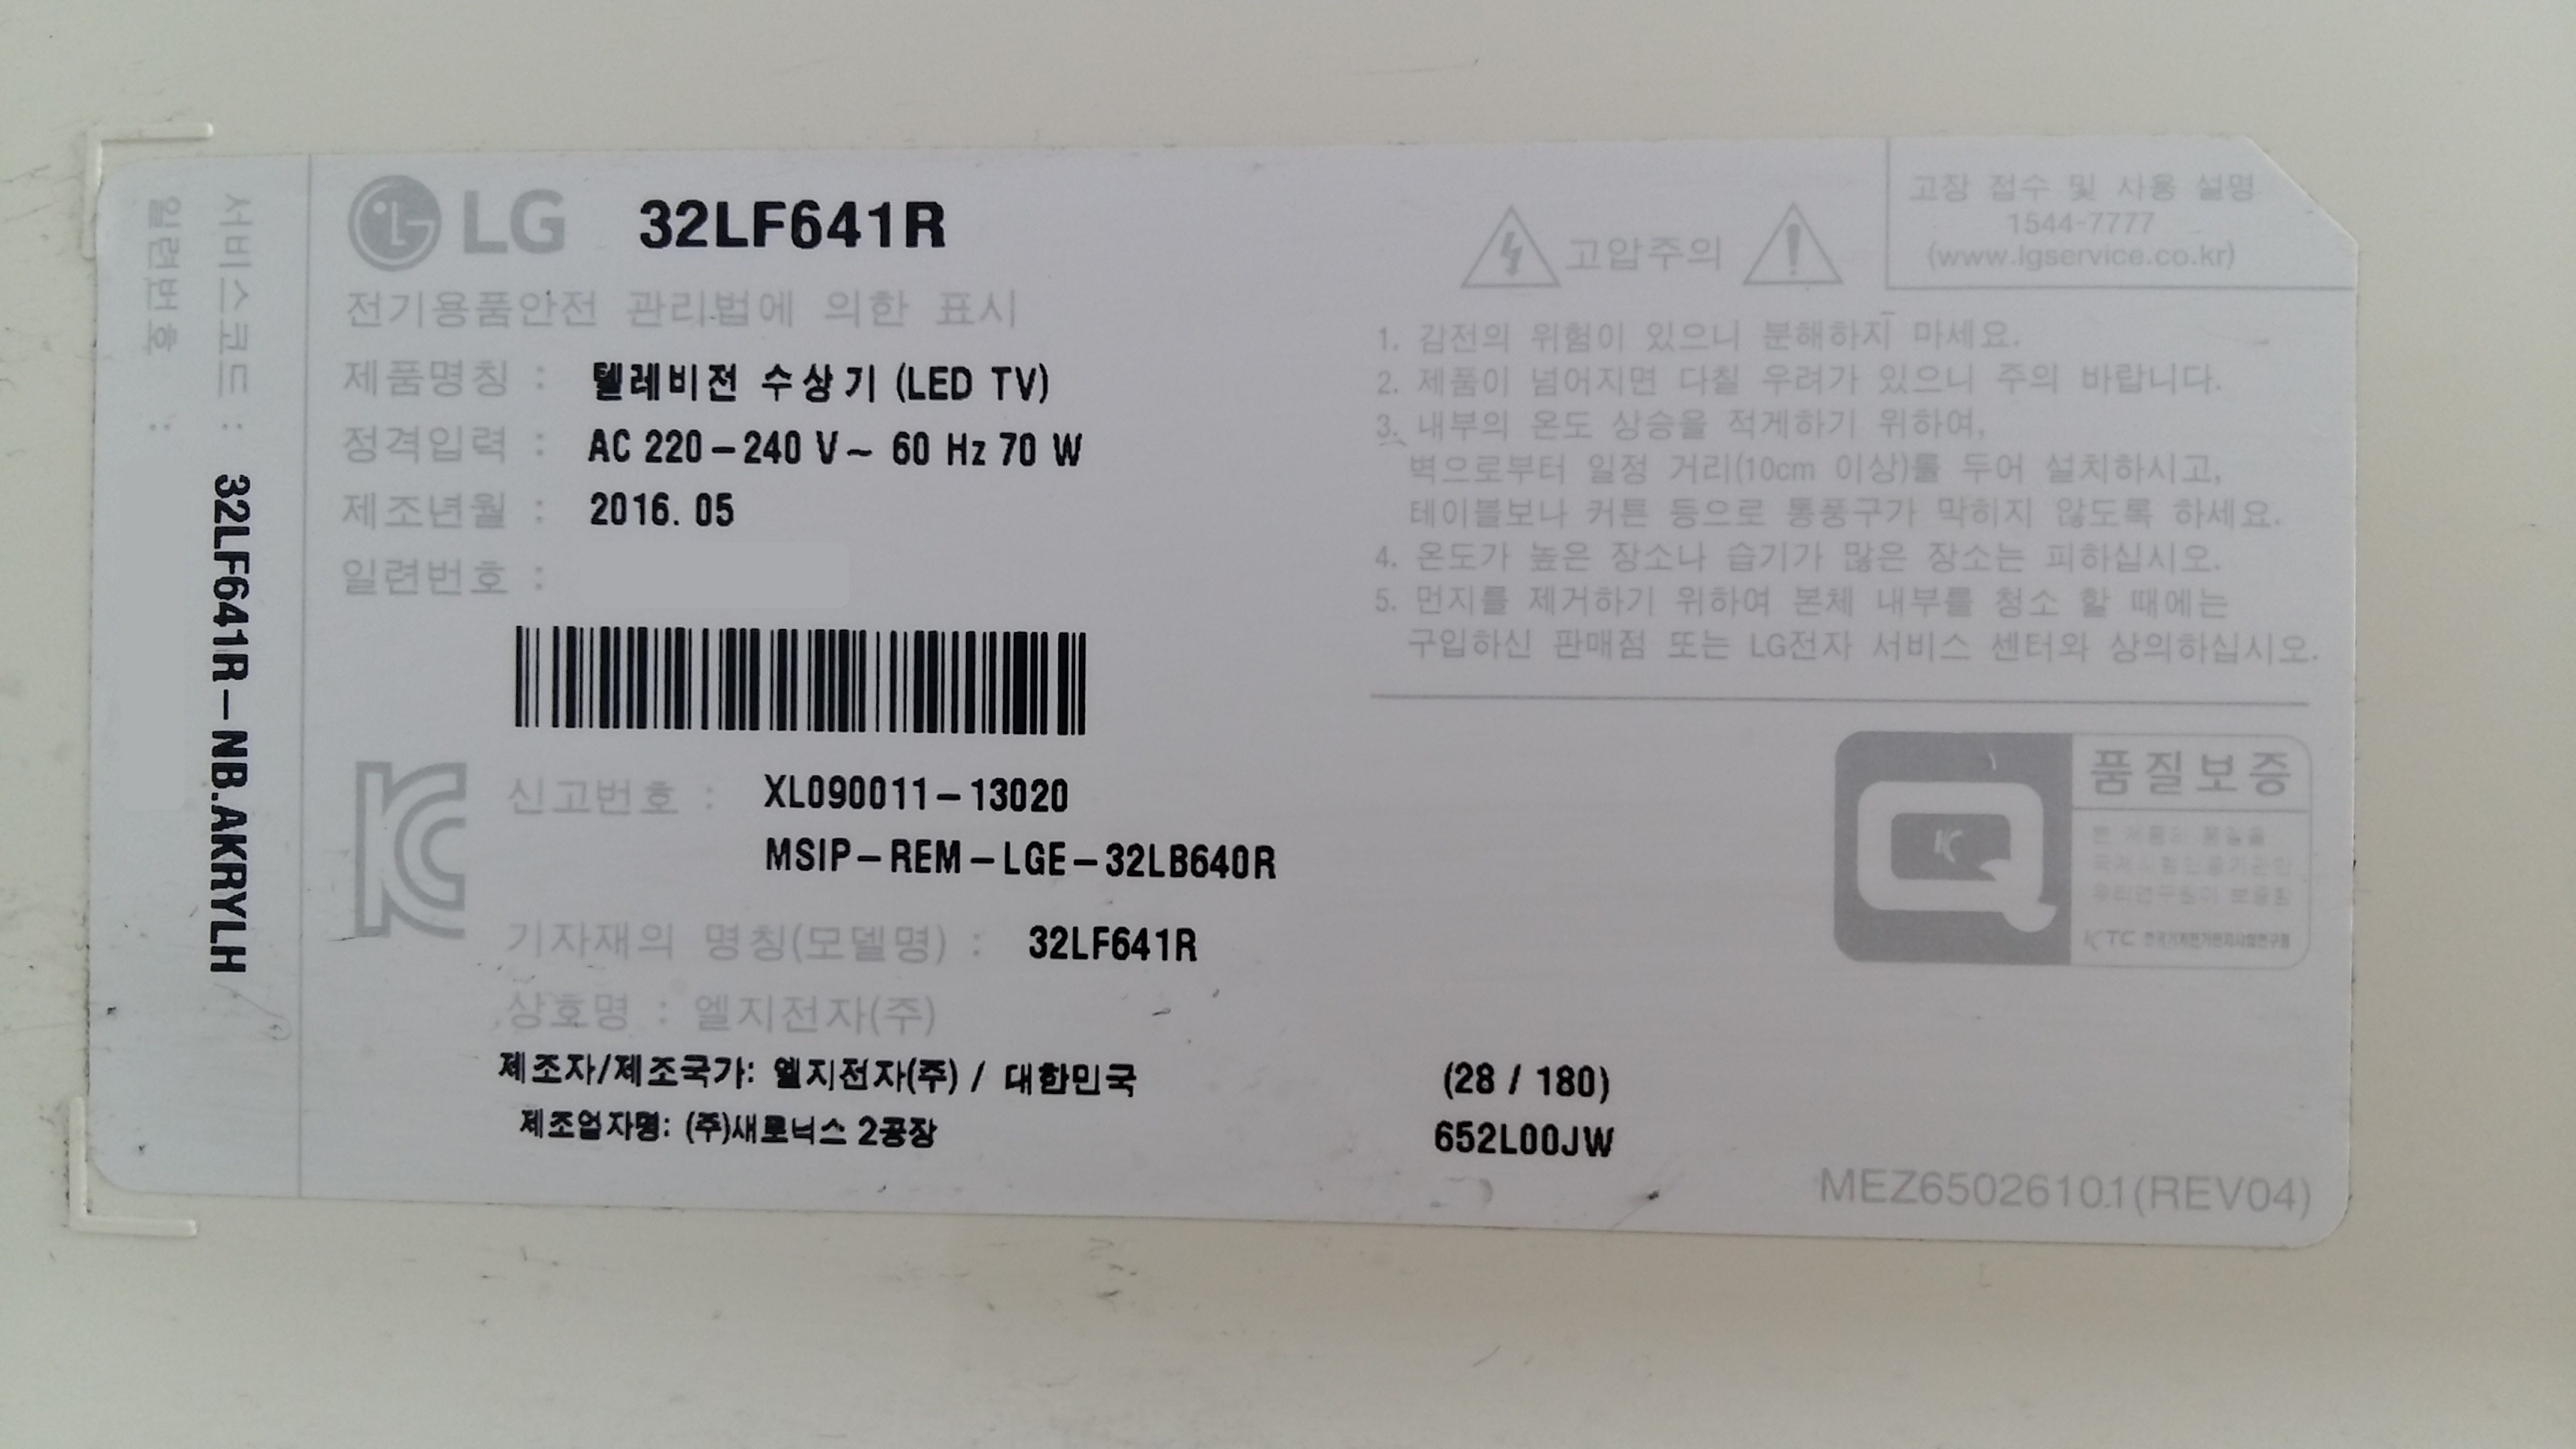 서비스코드 : 32LF641R-NB.AKRYLH
일련번호 :
LG 32LF641R
전기용품안전 관리법에 의한 표시
제품명칭 : 텔레비전 수상기 (LED TV)
정격입력 : AC 220-240 V~ 60 Hz 70 W
제조년월 : 2016. 05
일련번호 :
신고번호 : XL090011-13020
MSIP-REM-LGE-32LB640R
기자재의 명칭(모델명) : 32LF641R
상호명 : 엘지전자(주)
제조자/제조국가: 엘지전자(주) / 대한민국
제조업자명: (주)새로닉스 2공장
고압주의
고장 접수 및 사용 설명
1544-7777
(www.lgservice.co.kr)
1. 감전의 위험이 있으니 분해하지 마세요.
2. 제품이 넘어지면 다칠 우려가 있으니 주의 바랍니다.
3. 내부의 온도 상승을 적게하기 위하여,
벽으로부터 일정 거리(10cm 이상)를 두어 설치하시고,
테이블보나 커튼 등으로 통풍구가 막히지 않도록 하세요.
4. 온도가 높은 장소나 습기가 많은 장소는 피하십시오.
5. 먼지를 제거하기 위하여 본체 내부를 청소 할 때에는
구입하신 판매점 또는 LG전자 서비스 센터와 상의하십시오.
품질보증
KTC
(28 / 180)
652L00JW
MEZ65026101(REV04)